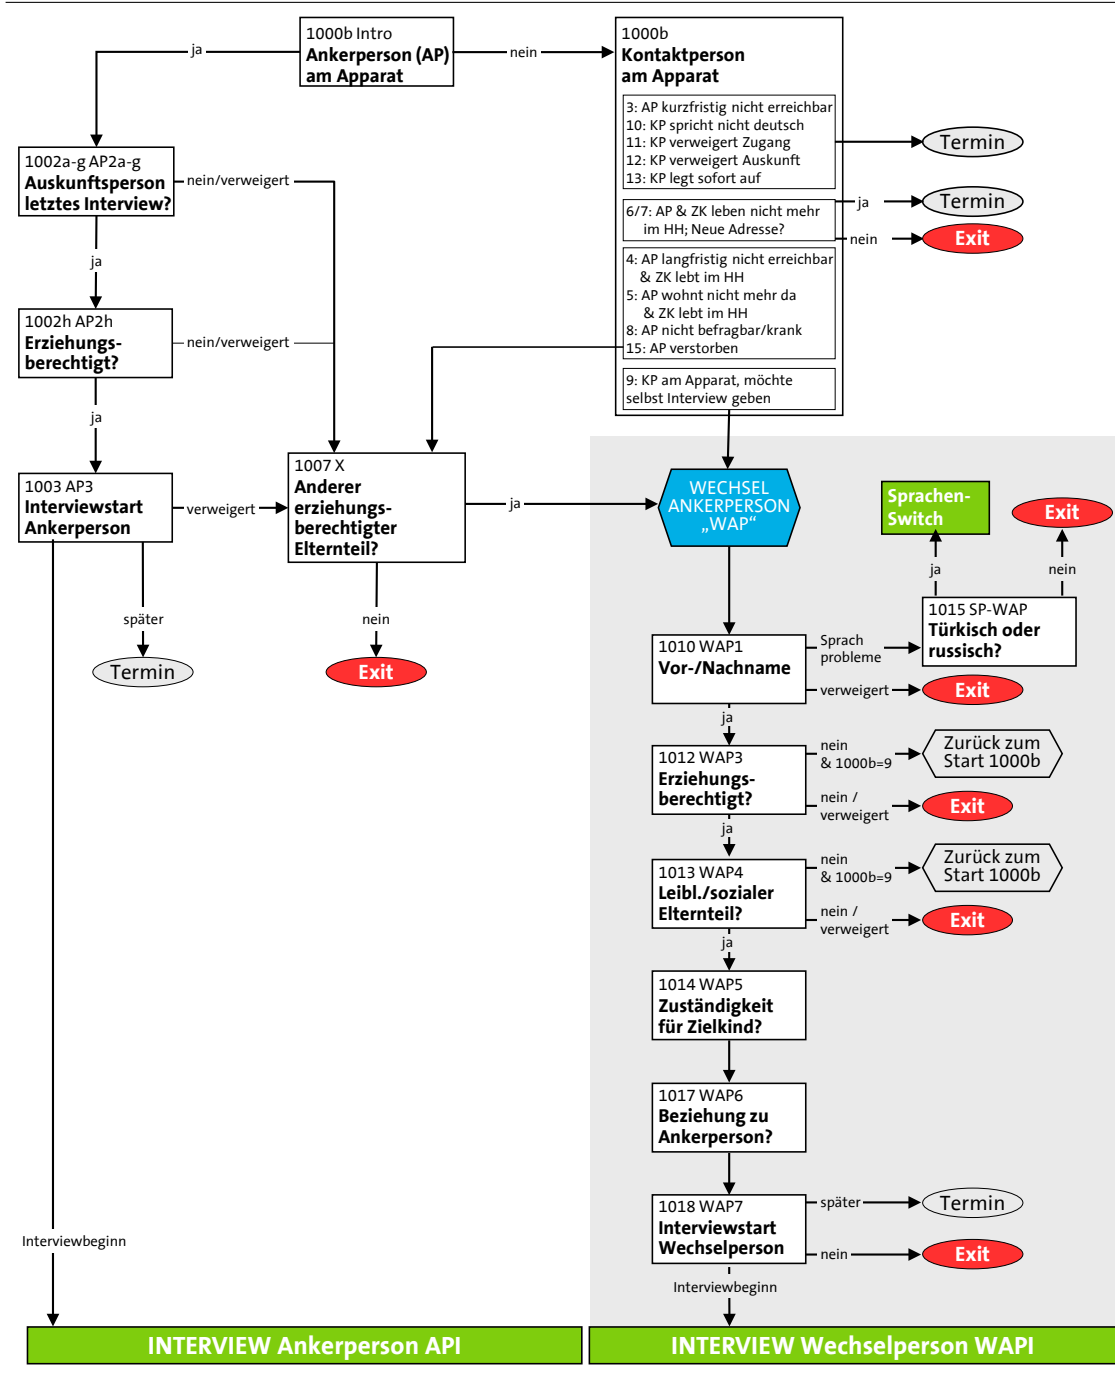 1000b Intro
Ankerperson (AP)
am Apparat
ja
nein
1000b
Kontaktperson
am Apparat
3: AP kurzfristig nicht erreichbar
10: KP spricht nicht deutsch
11: KP verweigert Zugang
12: KP verweigert Auskunft
13: KP legt sofort auf
Termin
6/7: AP & ZK leben nicht mehr
im HH; Neue Adresse?
ja
Termin
nein
Exit
4: AP langfristig nicht erreichbar
& ZK lebt im HH
5: AP wohnt nicht mehr da
& ZK lebt im HH
8: AP nicht befragbar/krank
15: AP verstorben
9: KP am Apparat, möchte
selbst Interview geben
1002a-g AP2a-g
Auskunftsperson
letztes Interview?
nein/verweigert
ja
1002h AP2h
Erziehungs-
berechtigt?
nein/verweigert
ja
1003 AP3
Interviewstart
Ankerperson
verweigert
später
Termin
1007 X
Anderer
erziehungs-
berechtigter
Elternteil?
ja
nein
Exit
WECHSEL
ANKERPERSON
„WAP“
Sprachen-
Switch
Exit
ja
nein
1015 SP-WAP
Türkisch oder
russisch?
1010 WAP1
Vor-/Nachname
Sprach
probleme
verweigert
Exit
ja
1012 WAP3
Erziehungs-
berechtigt?
nein
& 1000b=9
Zurück zum
Start 1000b
nein /
verweigert
Exit
ja
1013 WAP4
Leibl./sozialer
Elternteil?
nein
& 1000b=9
Zurück zum
Start 1000b
nein /
verweigert
Exit
ja
1014 WAP5
Zuständigkeit
für Zielkind?
1017 WAP6
Beziehung zu
Ankerperson?
1018 WAP7
Interviewstart
Wechselperson
später
Termin
nein
Exit
Interviewbeginn
Interviewbeginn
INTERVIEW Ankerperson API
INTERVIEW Wechselperson WAPI